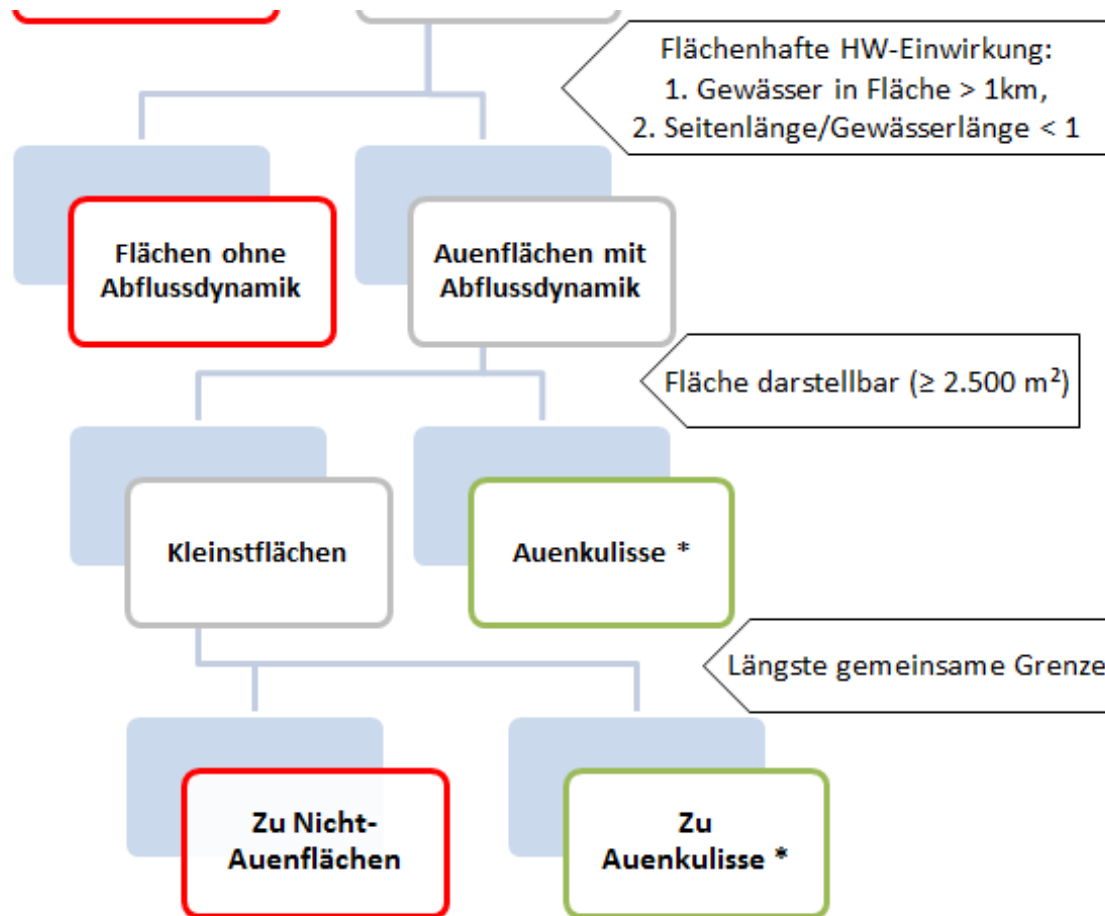 Flächenhafte HW-Einwirkung:
1. Gewässer in Fläche > 1km,
2. Seitenlänge/Gewässerlänge < 1
Flächen ohne
Abflussdynamik
Auenflächen mit
Abflussdynamik
Fläche darstellbar (≥ 2.500 m²)
Kleinstflächen
Auenkulisse *
Längste gemeinsame Grenze
Zu Nicht-
Auenflächen
Zu
Auenkulisse *